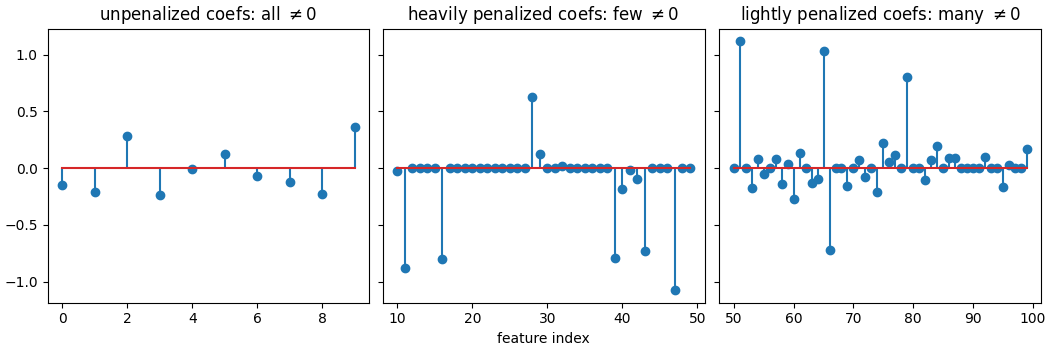 unpenalized coefs: all ≠0
heavily penalized coefs: few ≠0
lightly penalized coefs: many ≠0
1.0
0.5
0.0
−0.5
−1.0
0 2 4 6 8
10 20 30 40 50
50 60 70 80 90 100
feature index